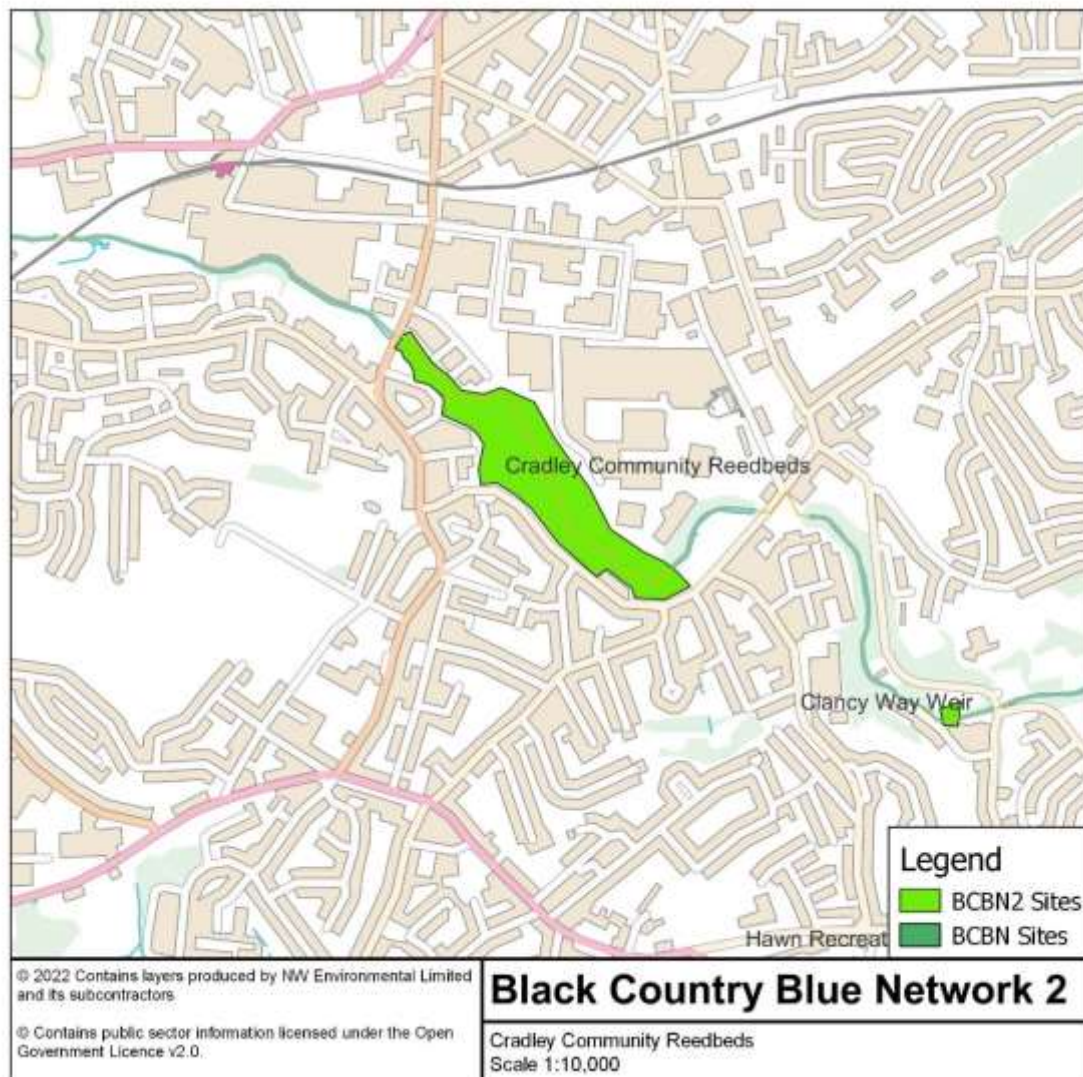 Cradley Community Reedbeds
Clancy Way Weir
Legend
BCBN2 Sites
BCBN Sites
Hawn Recreat
© 2022 Contains layers produced by NW Environmental Limited
and its subcontractors
© Contains public sector information licensed under the Open
Government Licence v2.0.
Black Country Blue Network 2
Cradley Community Reedbeds
Scale 1:10,000